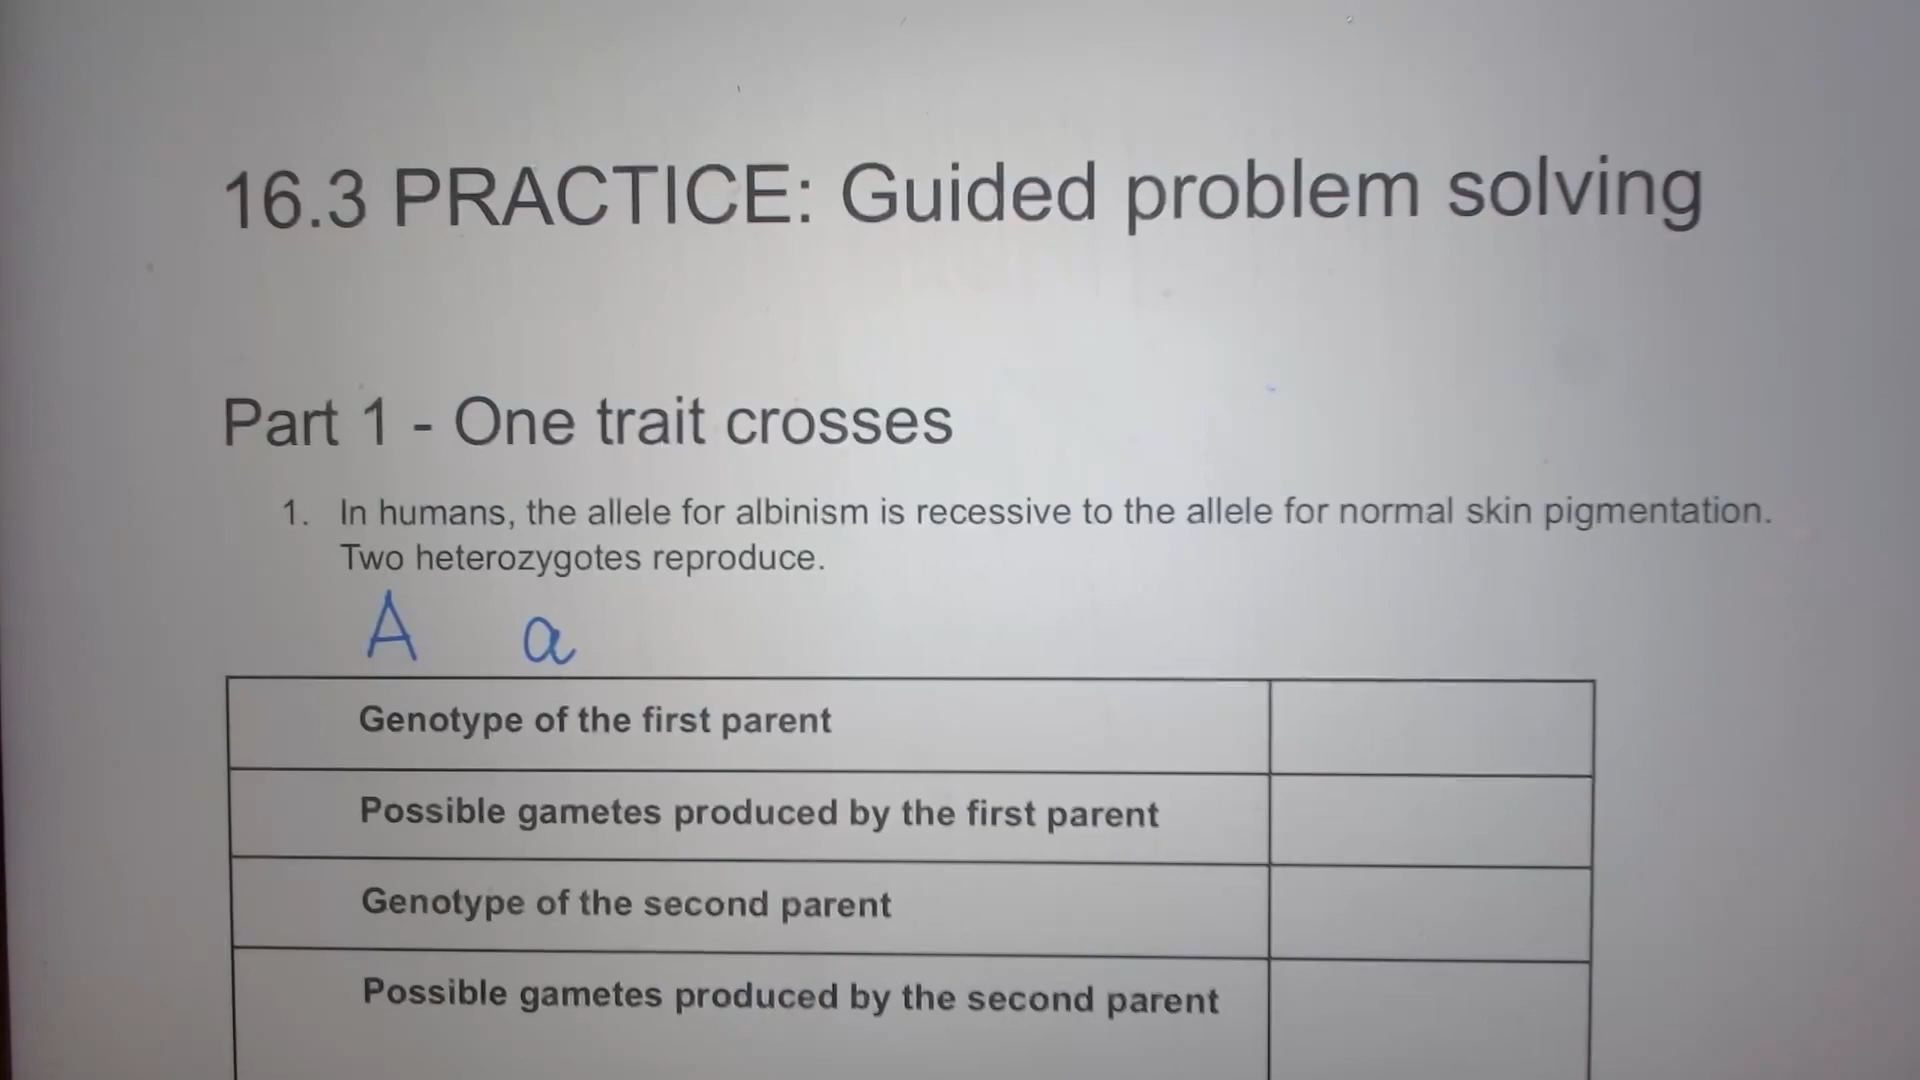 16.3 PRACTICE: Guided problem solving
Part 1 - One trait crosses
1. In humans, the allele for albinism is recessive to the allele for normal skin pigmentation.
Two heterozygotes reproduce.
A a
Genotype of the first parent
Possible gametes produced by the first parent
Genotype of the second parent
Possible gametes produced by the second parent